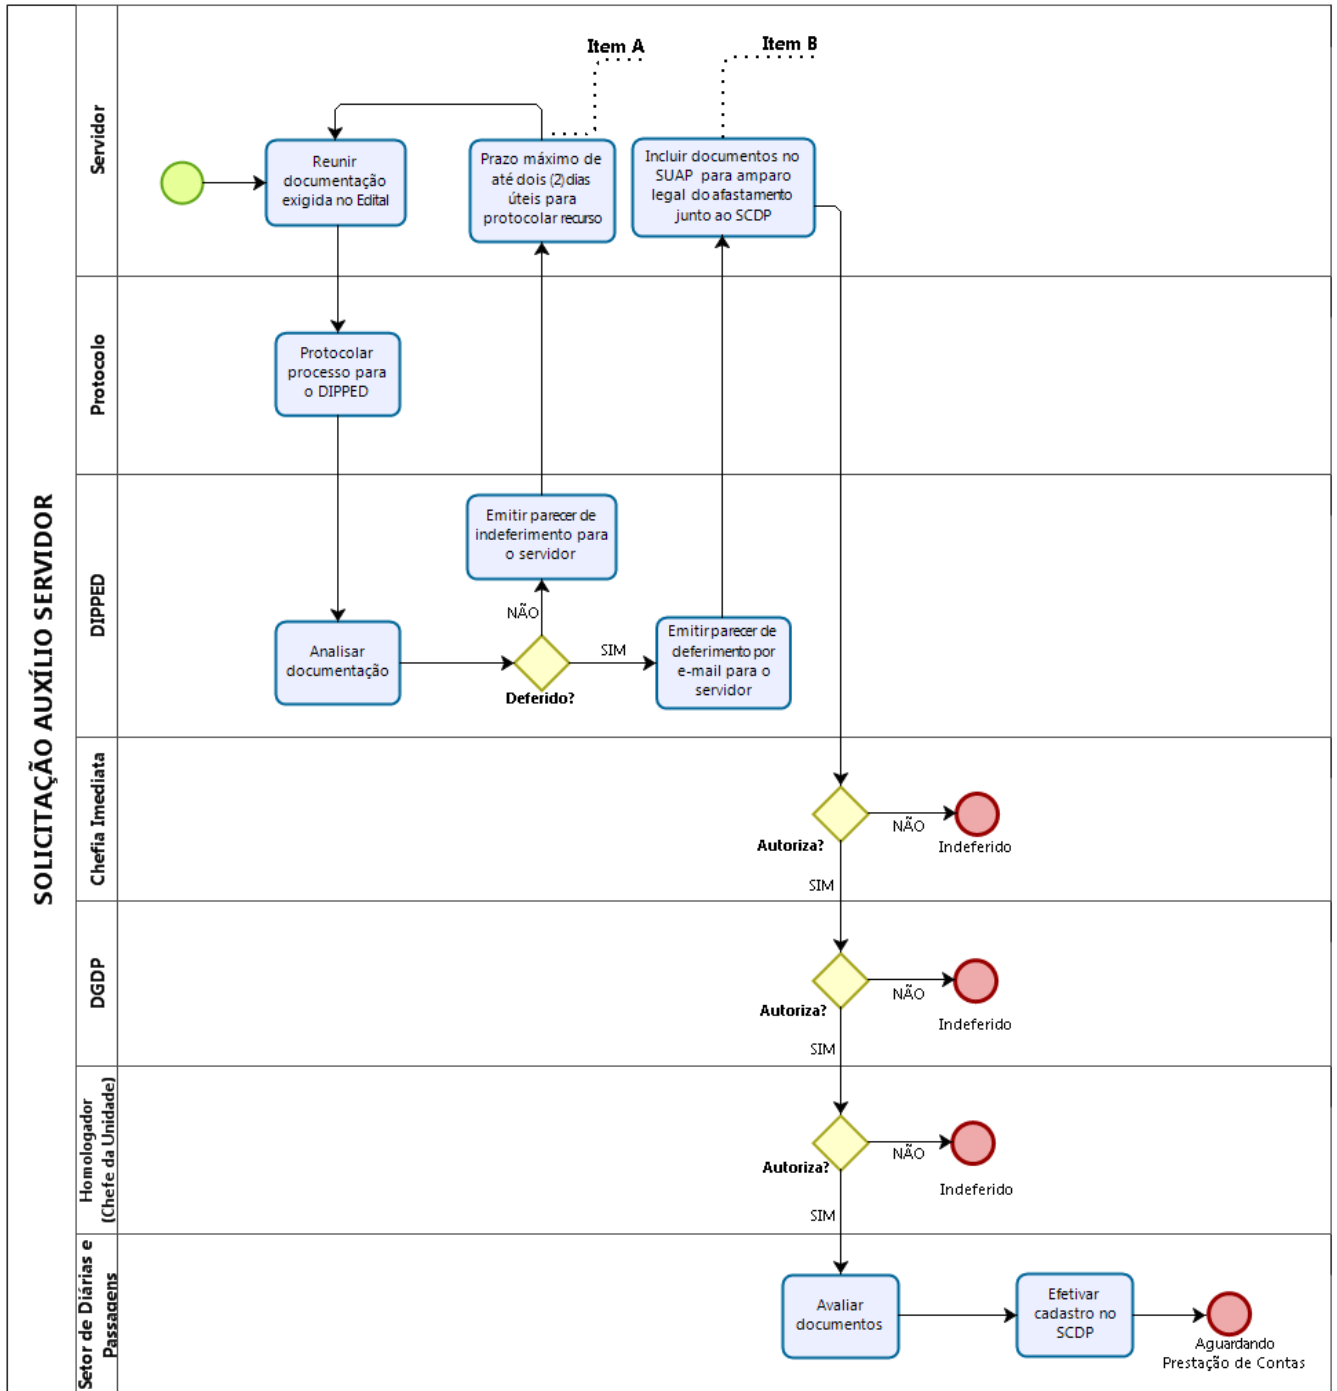 SOLICITAÇÃO AUXÍLIO SERVIDOR
Servidor
Item A
Item B
Reunir
documentação
exigida no Edital
Prazo máximo de
até dois (2) dias
úteis para
protocolar recurso
Incluir documentos no
SUAP para amparo
legal do afastamento
junto ao SCDP
Protocolo
Protocolar
processo para
o DIPPED
DIPPED
Emitir parecer de
indeferimento para
o servidor
NÃO
Analisar
documentação
Deferido?
SIM
Emitir parecer de
deferimento por
e-mail para o
servidor
Chefia Imediata
Autoriza?
NÃO
Indeferido
SIM
DGDP
Autoriza?
NÃO
Indeferido
SIM
Homologador
(Chefe da Unidade)
Autoriza?
NÃO
Indeferido
SIM
Setor de Diárias e
Passagens
Avaliar
documentos
Efetivar
cadastro no
SCDP
Aguardando
Prestação de Contas